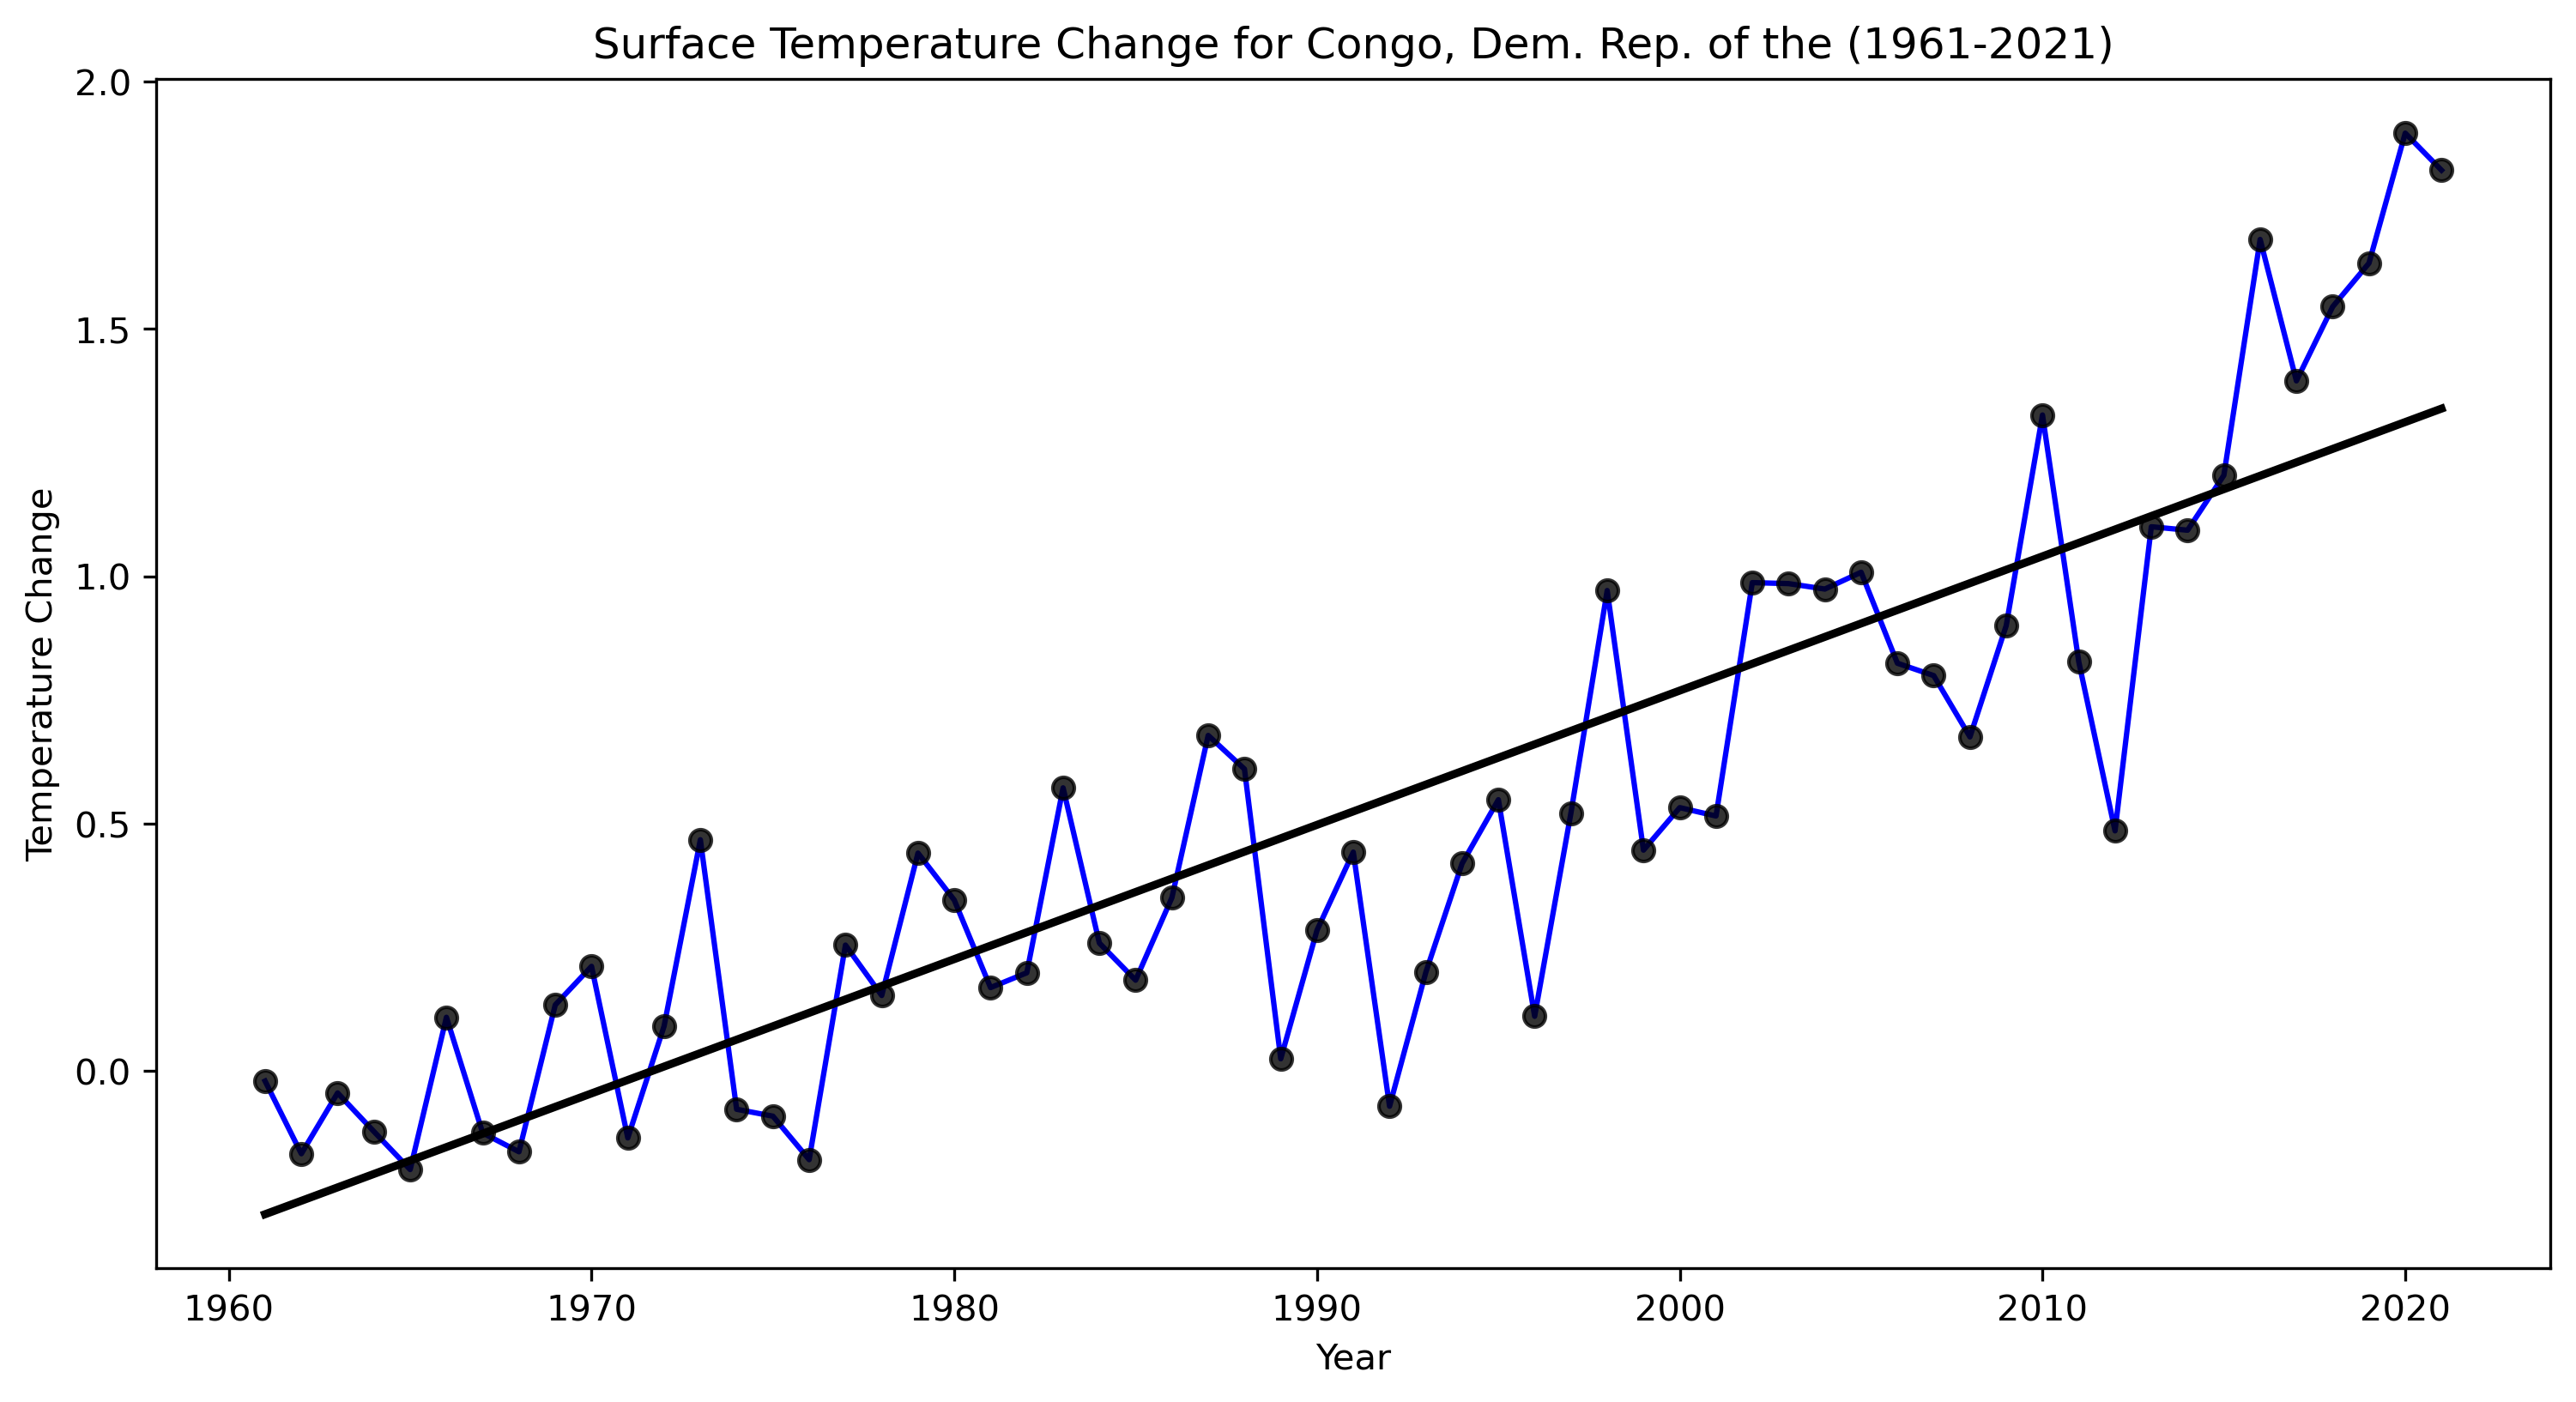 Surface Temperature Change for Congo, Dem. Rep. of the (1961-2021)
2.0
1.5
1.0
0.5
0.0
Temperature Change
1960 1970 1980 1990 2000 2010 2020
Year